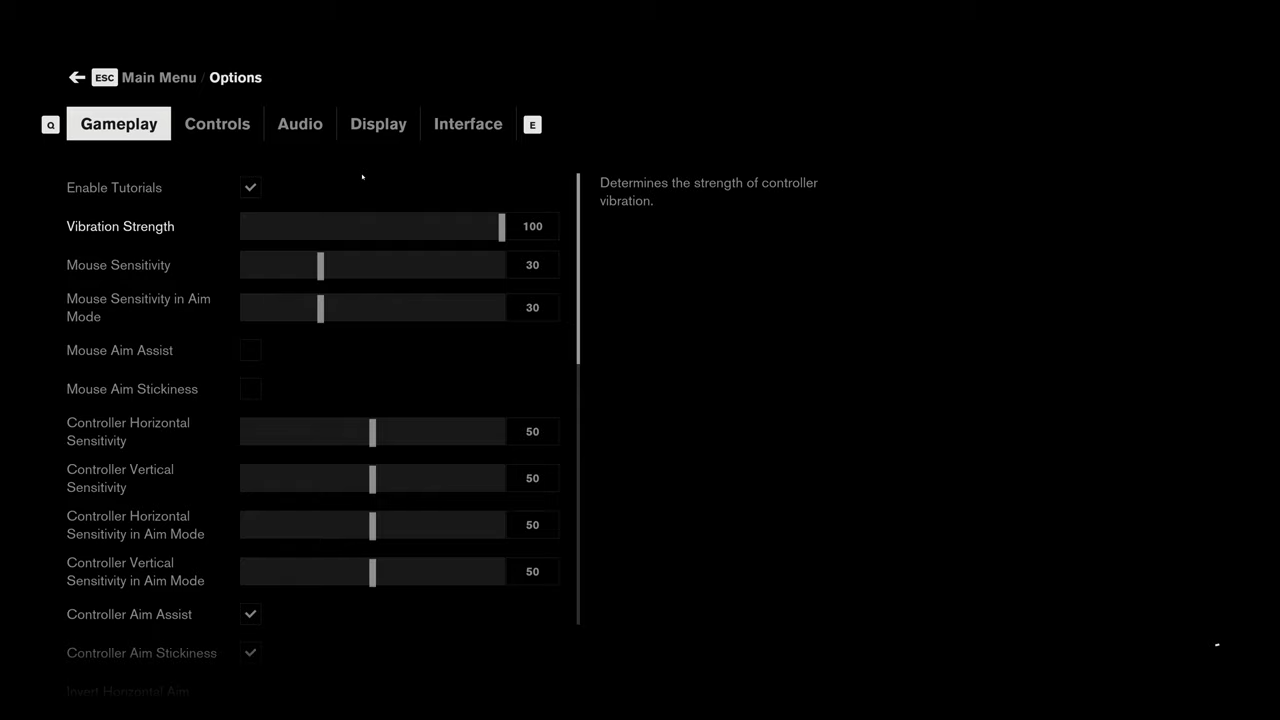 ESC Main Menu / Options
Q Gameplay Controls Audio Display Interface E
Enable Tutorials
Determines the strength of controller
vibration.
Vibration Strength 100
Mouse Sensitivity 30
Mouse Sensitivity in Aim
Mode 30
Mouse Aim Assist
Mouse Aim Stickiness
Controller Horizontal
Sensitivity 50
Controller Vertical
Sensitivity 50
Controller Horizontal
Sensitivity in Aim Mode 50
Controller Vertical
Sensitivity in Aim Mode 50
Controller Aim Assist
Controller Aim Stickiness
Invert Horizontal Aim